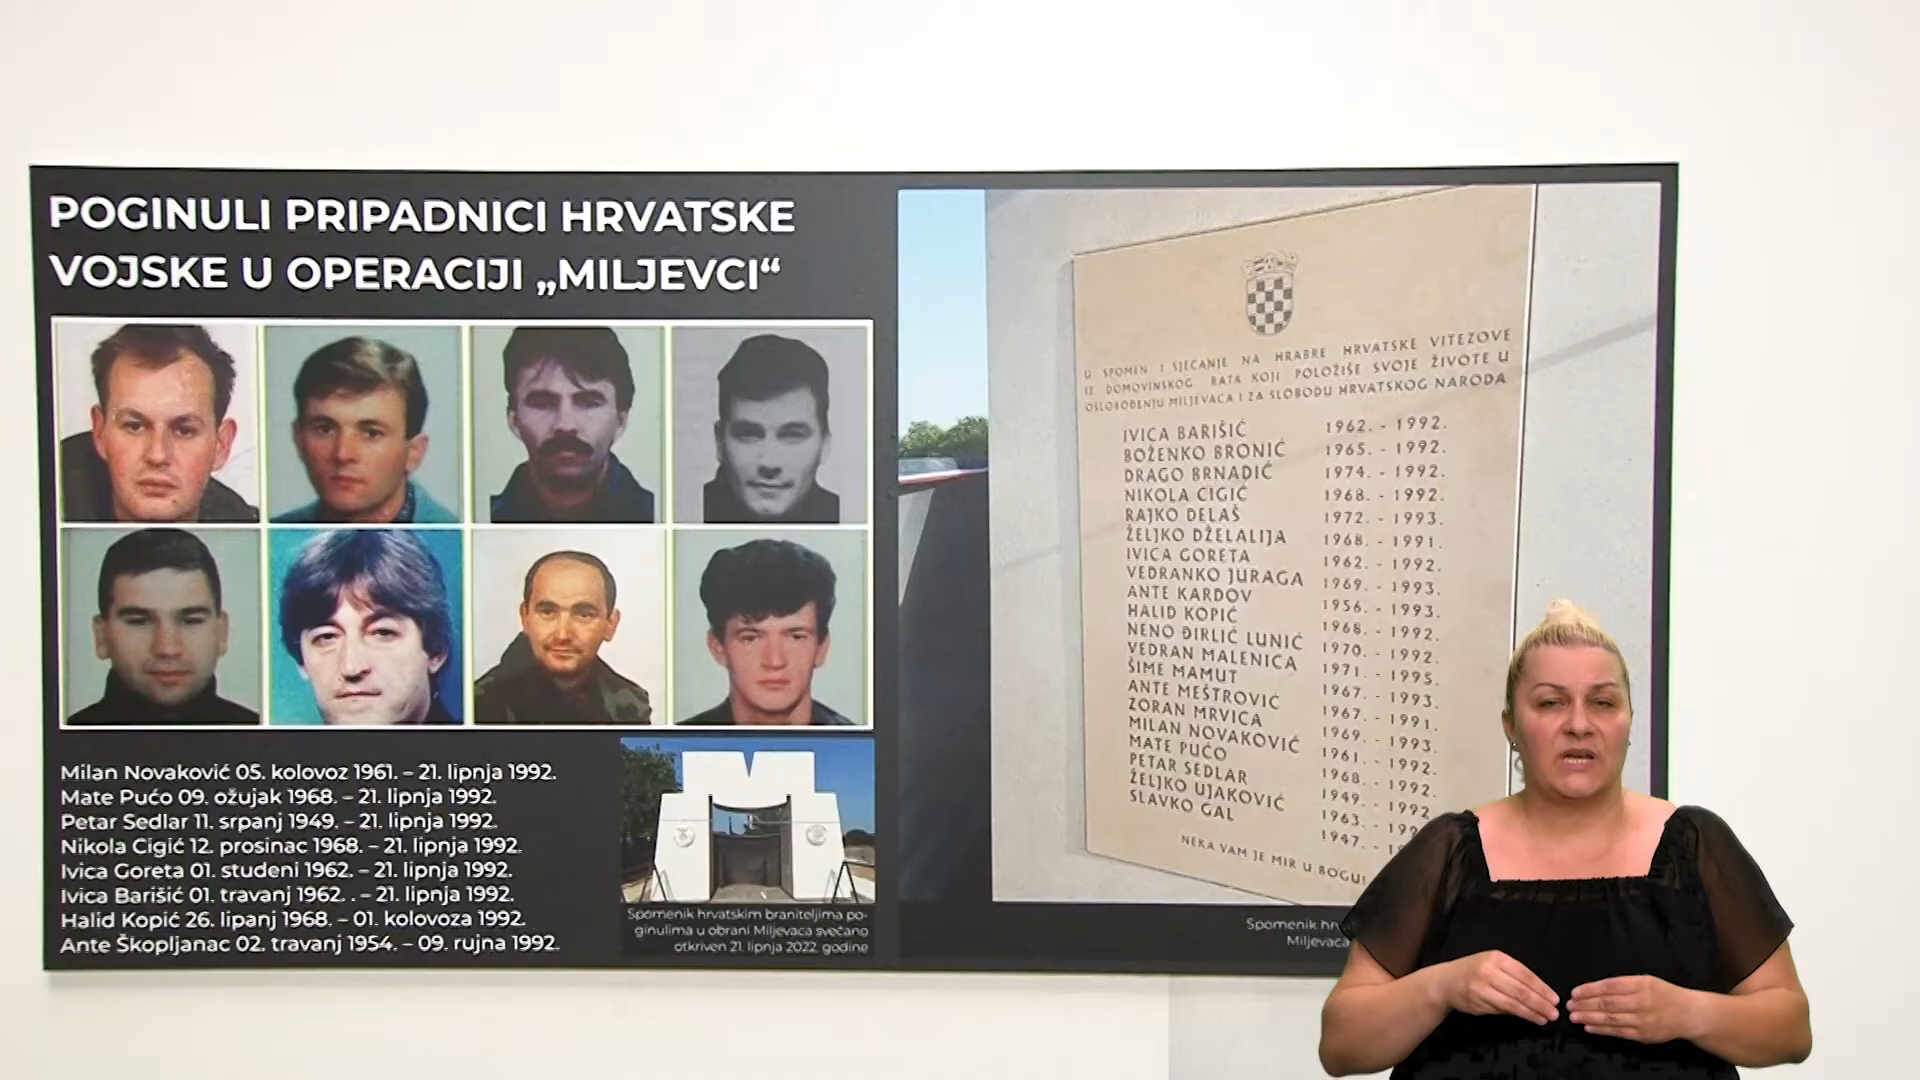 POGINULI PRIPADNICI HRVATSKE
VOJSKE U OPERACIJI „MILJEVCI“
Milan Novaković 05. kolovoz 1961. – 21. lipnja 1992.
Mate Pućo 09. ožujak 1968. – 21. lipnja 1992.
Petar Sedlar 11. srpanj 1949. – 21. lipnja 1992.
Nikola Cigić 12. prosinac 1968. – 21. lipnja 1992.
Ivica Goreta 01. studeni 1962. – 21. lipnja 1992.
Ivica Barišić 01. travanj 1962. . – 21. lipnja 1992.
Halid Kopić 26. lipanj 1968. – 01. kolovoza 1992.
Ante Škopljanac 02. travanj 1954. – 09. rujna 1992.
Spomenik hrvatskim braniteljima po-
ginulima u obrani Miljevaca svečano
otkriven 21. lipnja 2022. godine
U SPOMEN I SJEĆANJE NA HRABRE HRVATSKE VITEZOVE
IZ DOMOVINSKOG RATA KOJI POLOŽIŠE SVOJE ŽIVOTE U
OSLOBOĐENJU MILJEVACA I ZA SLOBODU HRVATSKOG NARODA
IVICA BARIŠIĆ 1962. - 1992.
BOŽENKO BRONIĆ 1965. - 1992.
DRAGO BRNADIĆ 1974. - 1992.
NIKOLA CIGIĆ 1968. - 1992.
RAJKO DELAŠ 1972. - 1993.
ŽELJKO DŽELALIJA 1968. - 1991.
IVICA GORETA 1962. - 1992.
VEDRANKO JURAGA 1969. - 1993.
ANTE KARDOV 1956. - 1993.
HALID KOPIĆ 1968. - 1992.
NENO ĐIRLIĆ LUNIĆ 1970. - 1992.
VEDRAN MALENICA 1971. - 1995.
ŠIME MAMUT 1967. - 1993.
ANTE MEŠTROVIĆ 1967. - 1991.
ZORAN MRVICA 1969. - 1993.
MILAN NOVAKOVIĆ 1961. - 1992.
MATE PUĆO 1968. - 1992.
PETAR SEDLAR 1949. - 1992
ŽELJKO UJAKOVIĆ 1963. -
SLAVKO GAL 1947. -
NEKA VAM JE MIR U BOGU!
Spomenik
Miljevaca